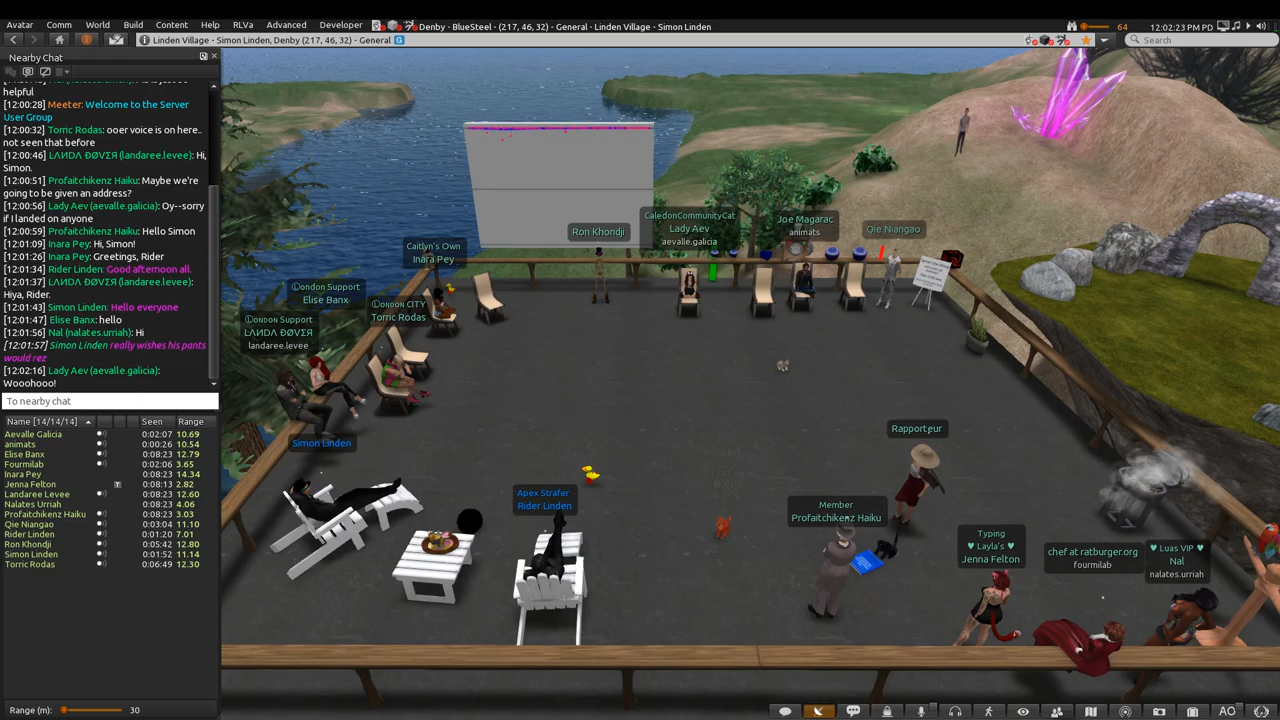 Avatar Comm World Build Content Help RLVa Advanced Developer
Denby - BlueSteel - (217, 46, 32) - General - Linden Village - Simon Linden
64
12:02:23 PM PD
Linden Village - Simon Linden, Denby (217, 46, 32) - General G
Search
Nearby Chat
helpful
[12:00:28] Meeter: Welcome to the Server
User Group
[12:00:32] Torric Rodas: ooer voice is on here..
not seen that before
[12:00:46] LΛИDΛ ÐØVΣЯ (landaree.levee): Hi,
Simon.
[12:00:51] Profaitchikenz Haiku: Maybe we're
going to be given an address?
[12:00:56] Lady Aev (aevalle.galicia): Oy--sorry
if I landed on anyone
[12:00:59] Profaitchikenz Haiku: Hello Simon
[12:01:09] Inara Pey: Hi, Simon!
[12:01:26] Inara Pey: Greetings, Rider
[12:01:34] Rider Linden: Good afternoon all.
[12:01:37] LΛИDΛ ÐØVΣЯ (landaree.levee):
Hiya, Rider.
[12:01:43] Simon Linden: Hello everyone
[12:01:47] Elise Banx: hello
[12:01:56] Nal (nalates.urriah): Hi
[12:01:57] Simon Linden really wishes his pants
would rez
[12:02:16] Lady Aev (aevalle.galicia):
Wooohooo!
To nearby chat
Name [14/14/14] Seen Range
Aevalle Galicia 0:02:07 10.69
animats 0:00:26 10.54
Elise Banx 0:08:23 12.79
Fourmilab 0:02:06 3.65
Inara Pey 0:08:23 14.34
Jenna Felton T 0:08:13 2.82
Landaree Levee 0:08:23 12.60
Nalates Urriah 0:08:23 4.06
Profaitchikenz Haiku 0:08:23 3.03
Qie Niangao 0:03:04 11.10
Rider Linden 0:01:20 7.01
Ron Khondji 0:05:42 12.80
Simon Linden 0:01:52 11.14
Torric Rodas 0:06:49 12.30
Range (m): 30
CaledonCommunityCat
Lady Aev
aevalle.galicia
Joe Magarac
animats
Ron Khondji
Qie Niangao
Caitlyn's Own
Inara Pey
ⓁONDON Support
Elise Banx
ⓁONDON CITY
Torric Rodas
ⓁONDON Support
LΛИDΛ ÐØVΣЯ
landaree.levee
Rapporteur
Simon Linden
Apex Strafer
Rider Linden
Member
Profaitchikenz Haiku
Typing
♥ Layla's ♥
Jenna Felton
chef at ratburger.org
fourmilab
♥ Luas VIP ♥
Nal
nalates.urriah
AO